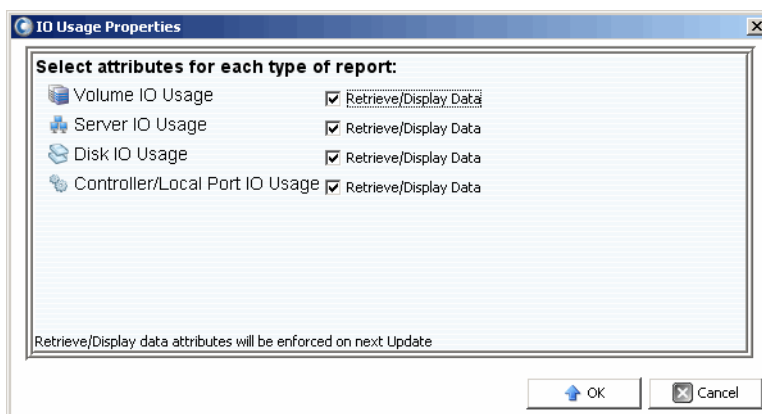 IO Usage Properties
Select attributes for each type of report:
Volume IO Usage Retrieve/Display Data
Server IO Usage Retrieve/Display Data
Disk IO Usage Retrieve/Display Data
Controller/Local Port IO Usage Retrieve/Display Data
Retrieve/Display data attributes will be enforced on next Update
OK Cancel